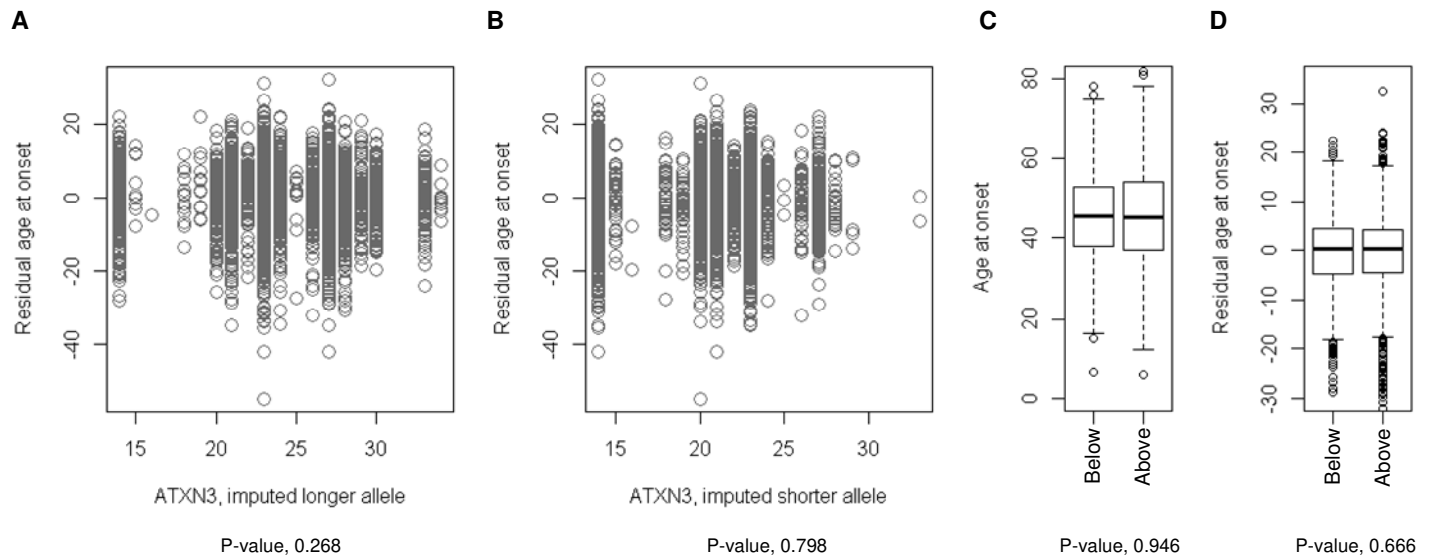 A
Residual age at onset
20
0
-20
-40
15
20
25
30
ATXN3, imputed longer allele
P-value, 0.268
B
Residual age at onset
20
0
-20
-40
15
20
25
30
ATXN3, imputed shorter allele
P-value, 0.798
C
Age at onset
80
60
40
20
0
Below
Above
P-value, 0.946
D
Residual age at onset
30
20
10
0
-10
-20
-30
Below
Above
P-value, 0.666